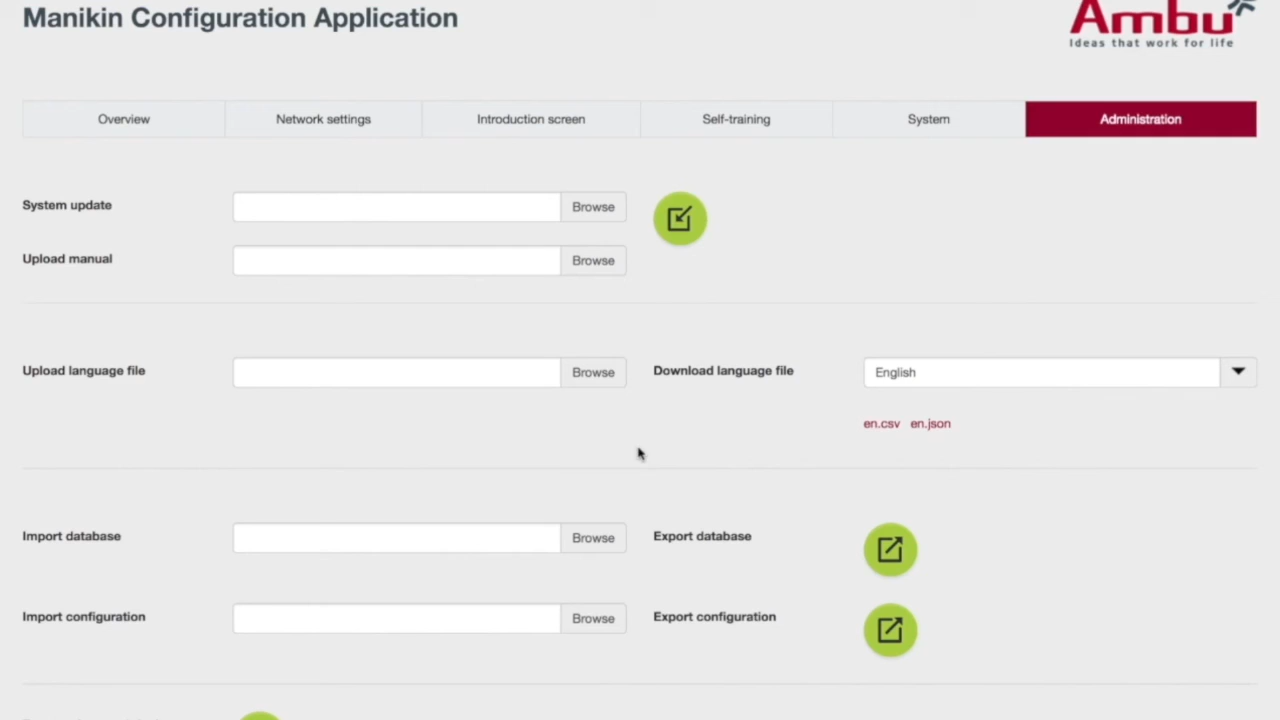 Manikin Configuration Application
Ambu
Ideas that work for life
Overview
Network settings
Introduction screen
Self-training
System
Administration
System update
Browse
Upload manual
Browse
Upload language file
Browse
Download language file
English
en.csv en.json
Import database
Browse
Export database
Import configuration
Browse
Export configuration